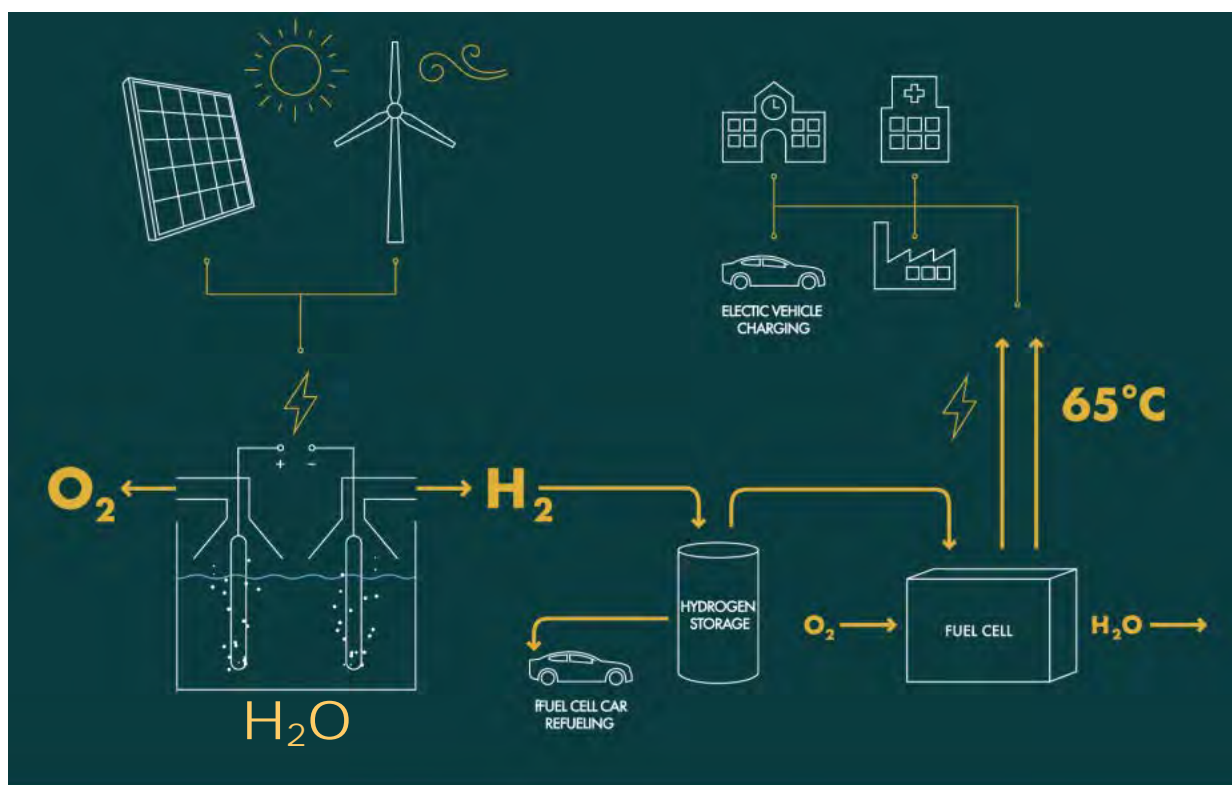 ELECTIC VEHICLE
CHARGING
65°C
+ −
O₂
H₂
HYDROGEN
STORAGE
O₂
FUEL CELL
H₂O
FFUEL CELL CAR
REFUELING
H₂O